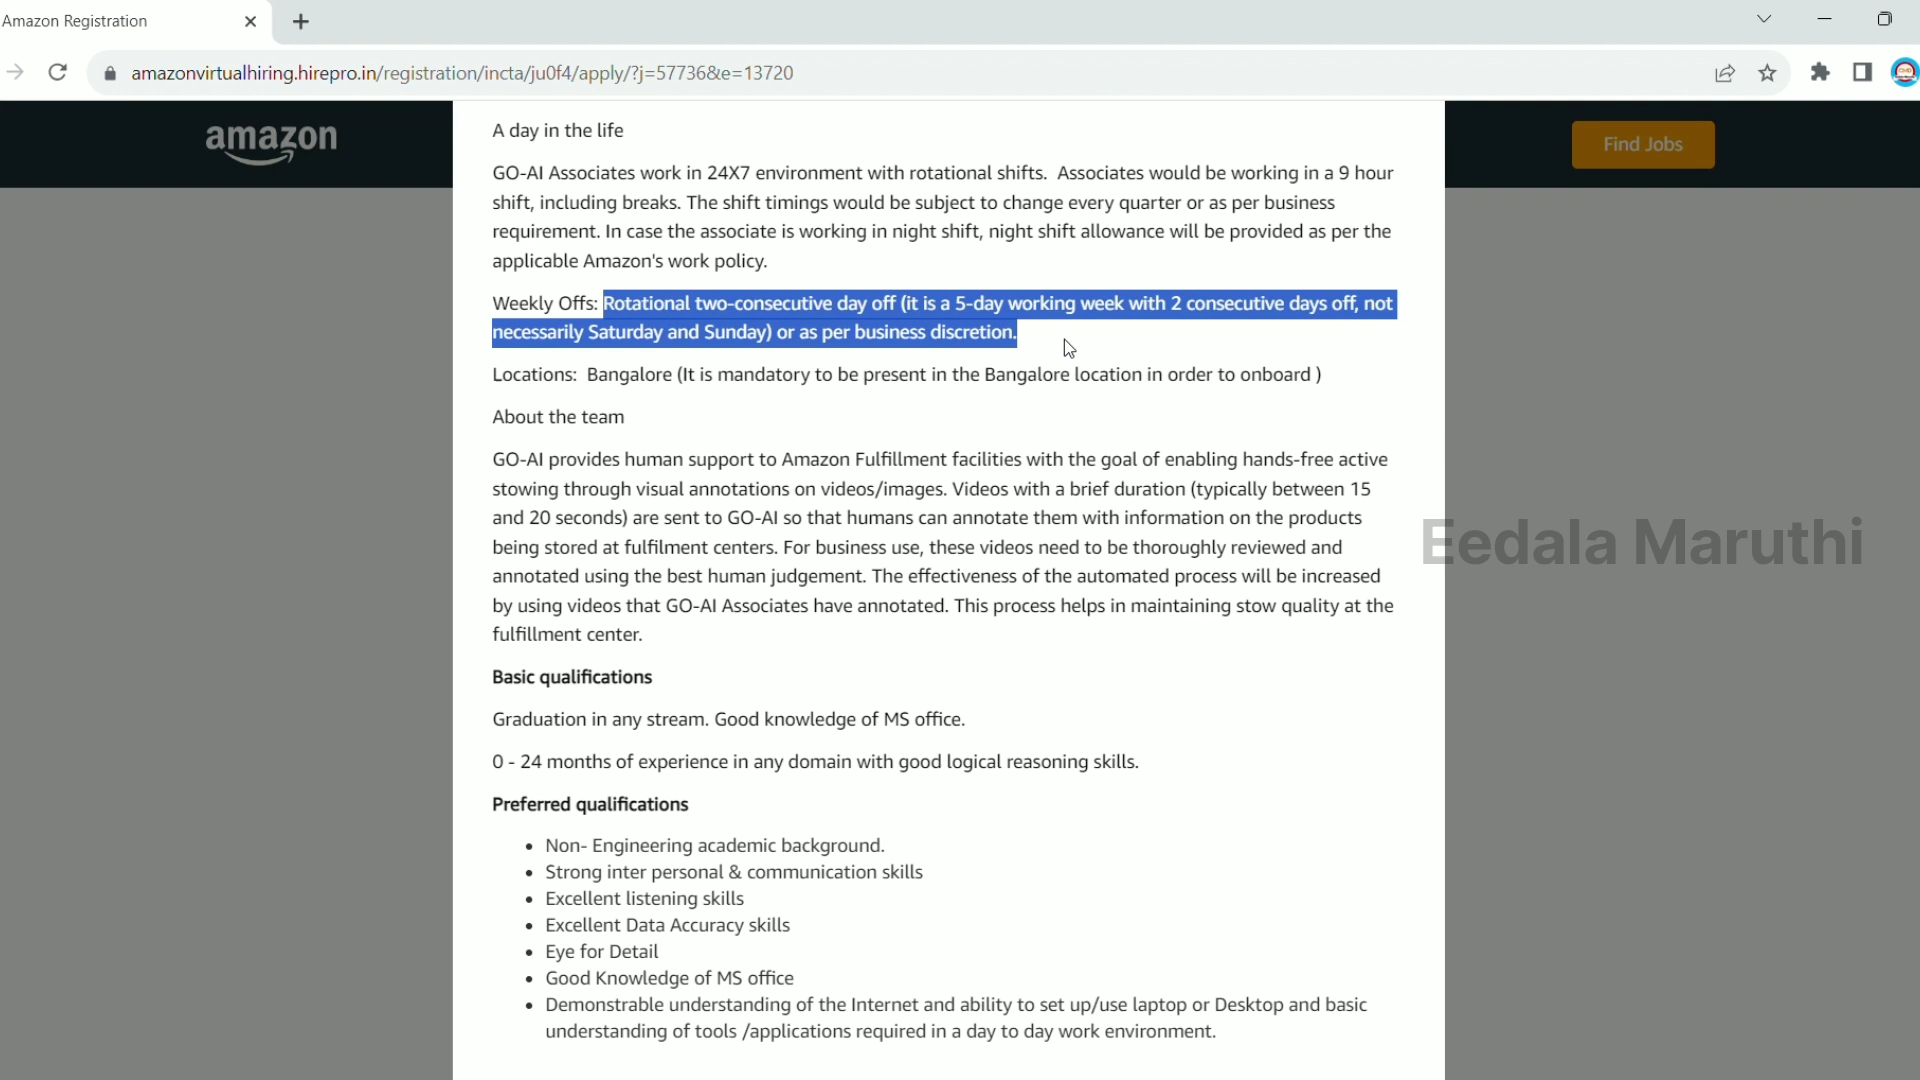 Amazon Registration
amazonvirtualhiring.hirepro.in/registration/incta/ju0f4/apply/?j=57736&e=13720
amazon
Find Jobs
A day in the life
GO-AI Associates work in 24X7 environment with rotational shifts. Associates would be working in a 9 hour
shift, including breaks. The shift timings would be subject to change every quarter or as per business
requirement. In case the associate is working in night shift, night shift allowance will be provided as per the
applicable Amazon's work policy.
Weekly Offs: Rotational two-consecutive day off (it is a 5-day working week with 2 consecutive days off, not
necessarily Saturday and Sunday) or as per business discretion.
Locations: Bangalore (It is mandatory to be present in the Bangalore location in order to onboard )
About the team
GO-AI provides human support to Amazon Fulfillment facilities with the goal of enabling hands-free active
stowing through visual annotations on videos/images. Videos with a brief duration (typically between 15
and 20 seconds) are sent to GO-AI so that humans can annotate them with information on the products
being stored at fulfilment centers. For business use, these videos need to be thoroughly reviewed and
annotated using the best human judgement. The effectiveness of the automated process will be increased
by using videos that GO-AI Associates have annotated. This process helps in maintaining stow quality at the
fulfillment center.
Eedala Maruthi
Basic qualifications
Graduation in any stream. Good knowledge of MS office.
0 - 24 months of experience in any domain with good logical reasoning skills.
Preferred qualifications
• Non- Engineering academic background.
• Strong inter personal & communication skills
• Excellent listening skills
• Excellent Data Accuracy skills
• Eye for Detail
• Good Knowledge of MS office
• Demonstrable understanding of the Internet and ability to set up/use laptop or Desktop and basic
understanding of tools /applications required in a day to day work environment.